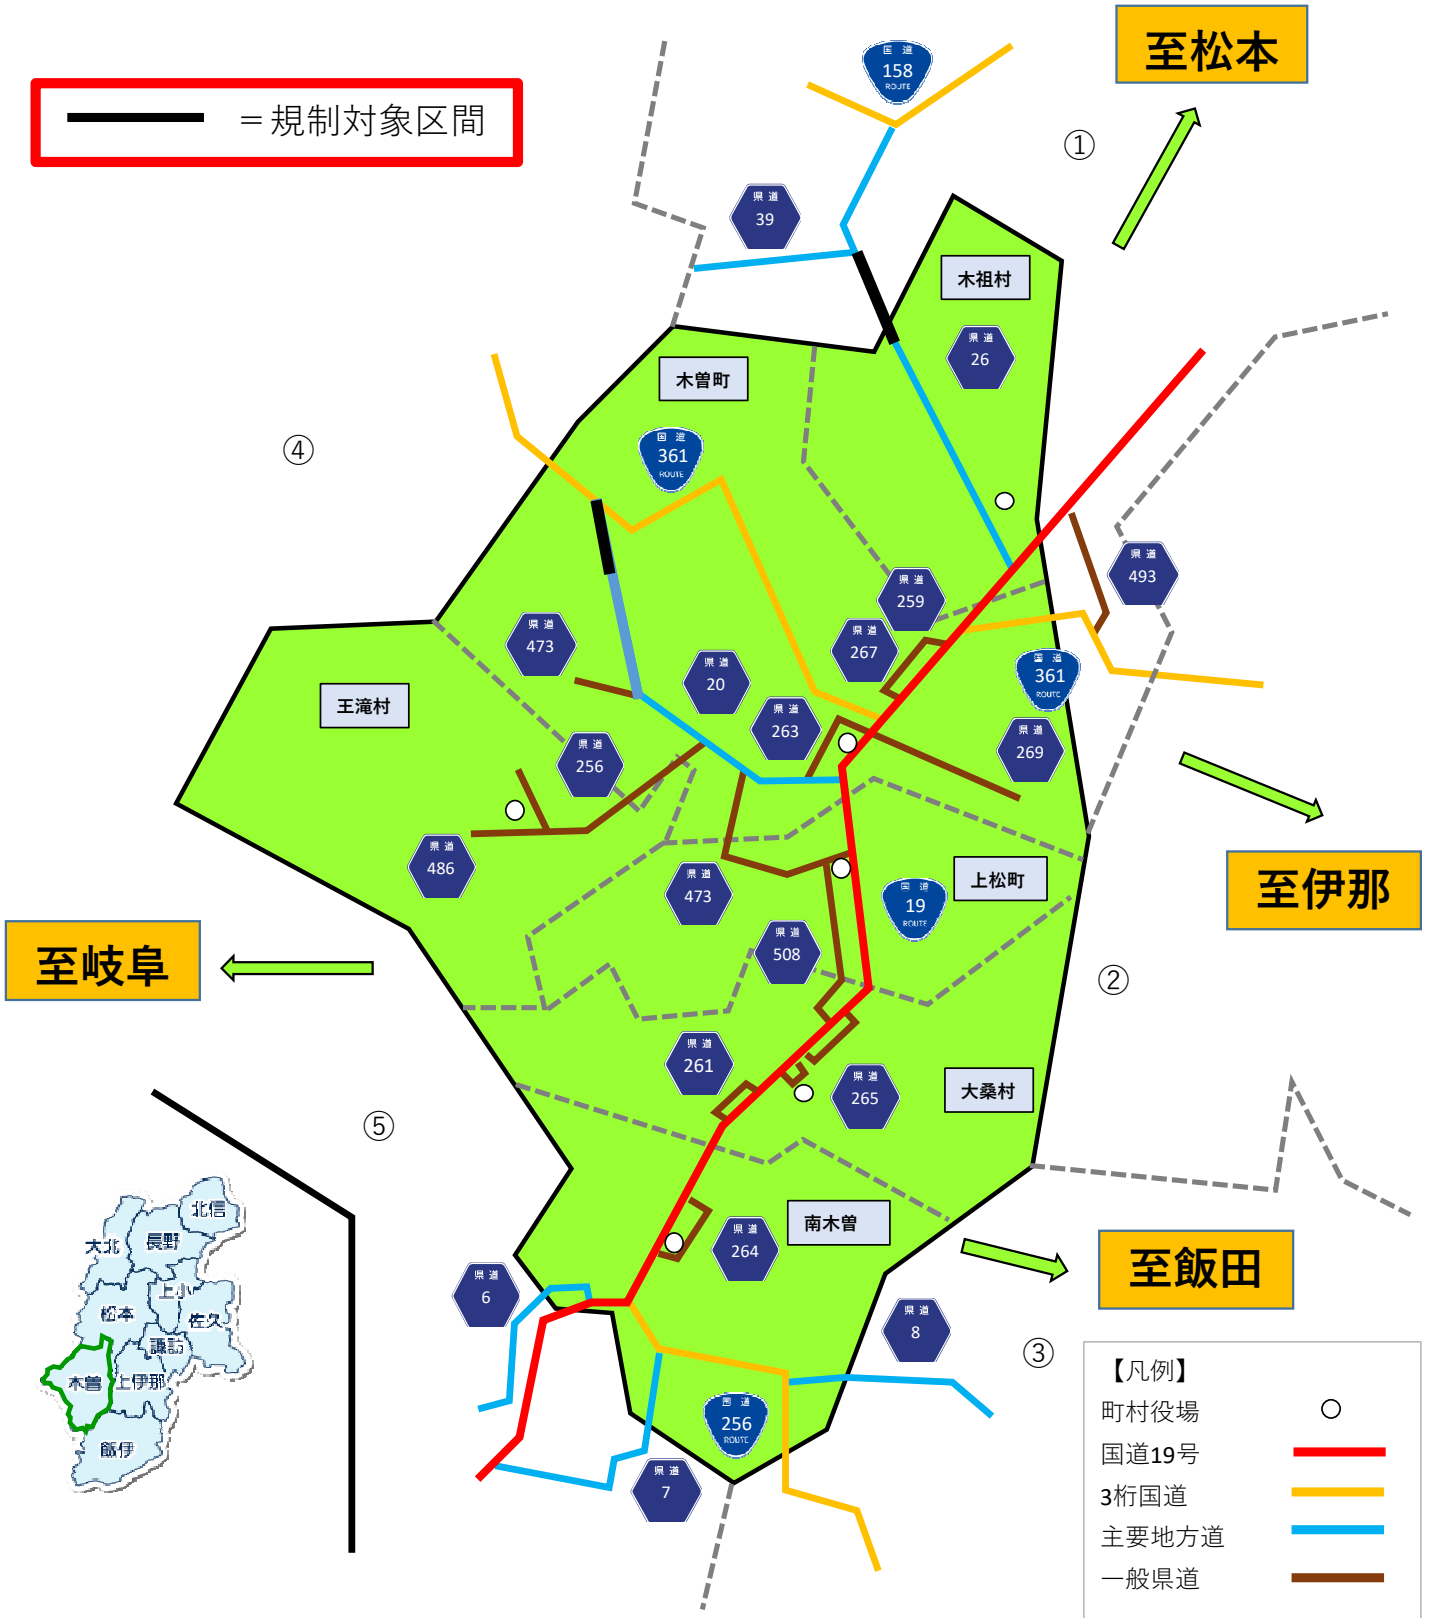 至松本
国道
158
ROUTE
＝規制対象区間
①
県道
39
木祖村
県道
26
木曽町
国道
361
ROUTE
④
県道
493
県道
259
県道
267
県道
473
県道
20
国道
361
ROUTE
王滝村
県道
263
県道
269
県道
256
県道
486
上松町
至伊那
県道
473
国道
19
ROUTE
県道
508
至岐阜
②
県道
261
県道
265
大桑村
⑤
南木曽
県道
264
至飯田
県道
6
県道
8
③
国道
256
ROUTE
県道
7
北信
大北
長野
上小
松本
佐久
諏訪
木曽
上伊那
飯伊
【凡例】
町村役場
国道19号
3桁国道
主要地方道
一般県道